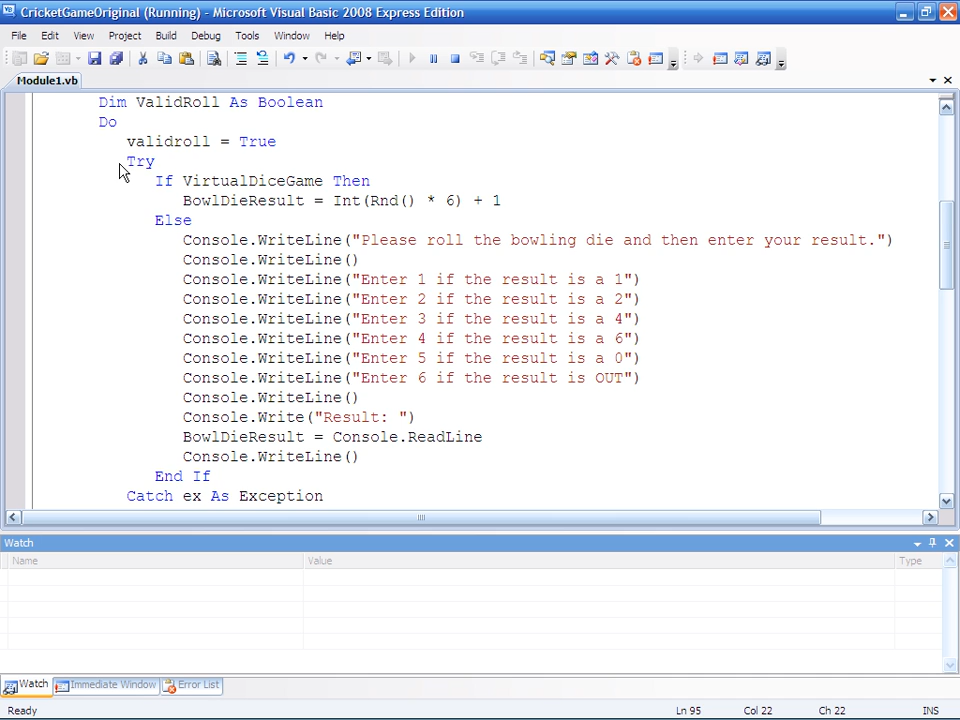 CricketGameOriginal (Running) - Microsoft Visual Basic 2008 Express Edition
File Edit View Project Build Debug Tools Window Help
Module1.vb
Dim ValidRoll As Boolean
Do
validroll = True
Try
If VirtualDiceGame Then
BowlDieResult = Int(Rnd() * 6) + 1
Else
Console.WriteLine("Please roll the bowling die and then enter your result.")
Console.WriteLine()
Console.WriteLine("Enter 1 if the result is a 1")
Console.WriteLine("Enter 2 if the result is a 2")
Console.WriteLine("Enter 3 if the result is a 4")
Console.WriteLine("Enter 4 if the result is a 6")
Console.WriteLine("Enter 5 if the result is a 0")
Console.WriteLine("Enter 6 if the result is OUT")
Console.WriteLine()
Console.Write("Result: ")
BowlDieResult = Console.ReadLine
Console.WriteLine()
End If
Catch ex As Exception
Watch
Name Value Type
Watch Immediate Window Error List
Ready Ln 95 Col 22 Ch 22 INS